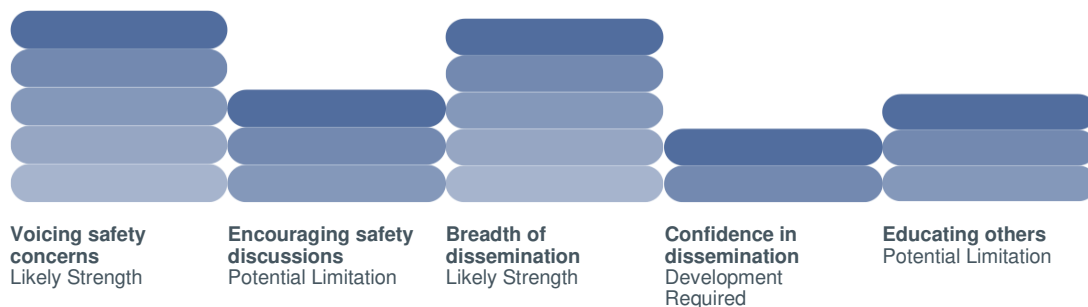 Voicing safety
concerns
Likely Strength
Encouraging safety
discussions
Potential Limitation
Breadth of
dissemination
Likely Strength
Confidence in
dissemination
Development
Required
Educating others
Potential Limitation